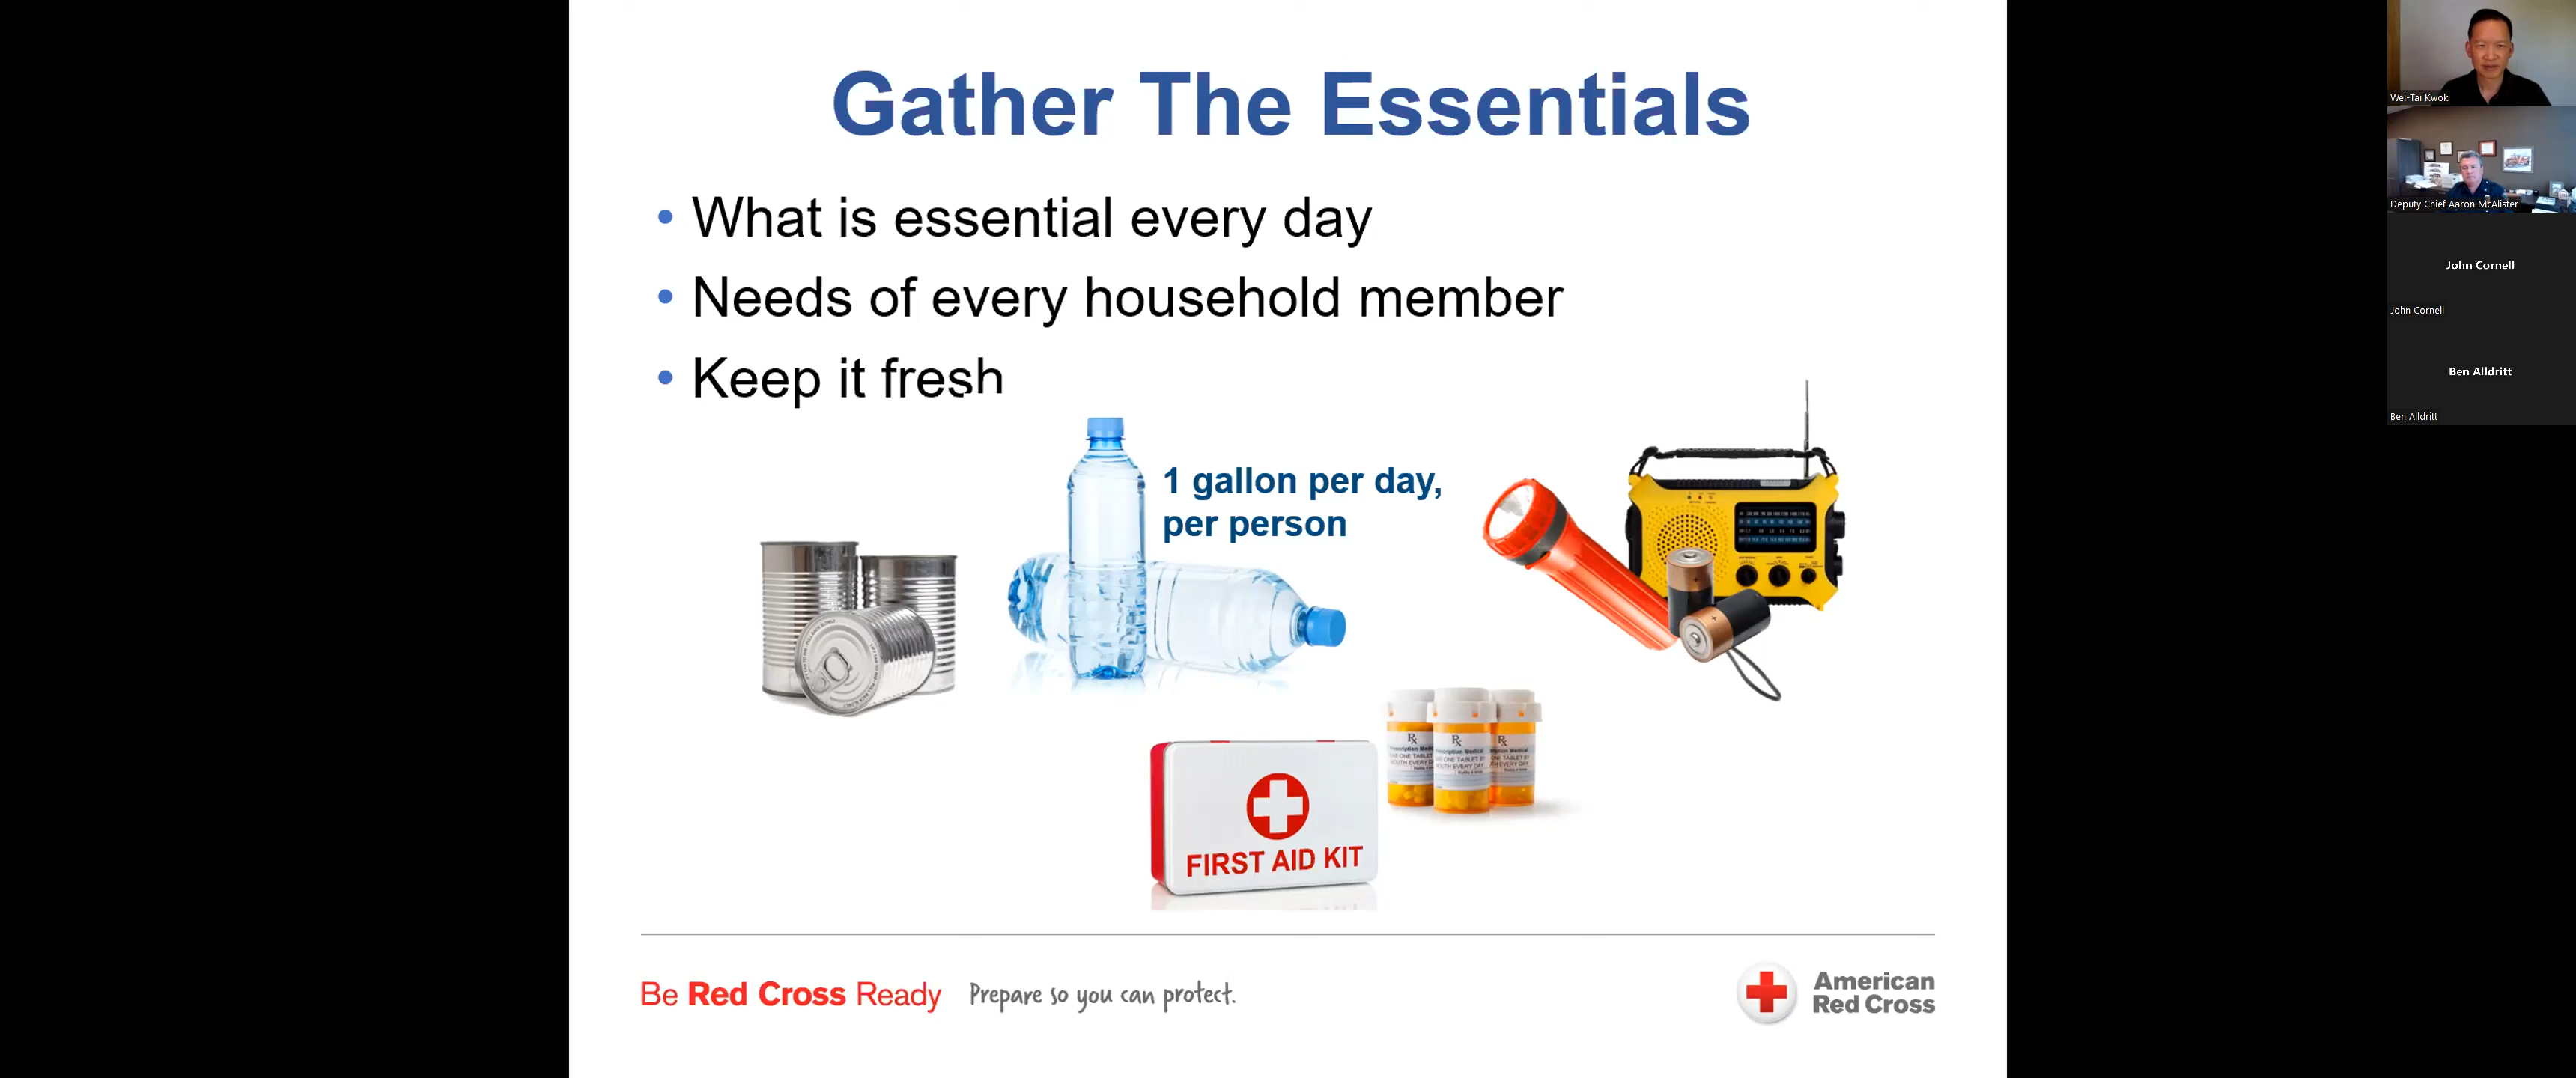 Gather The Essentials
What is essential every day
Needs of every household member
Keep it fresh
1 gallon per day,
per person
FIRST AID KIT
Be Red Cross Ready
Prepare so you can protect.
American
Red Cross
Wei-Tai Kwok
Deputy Chief Aaron McAlister
John Cornell
John Cornell
Ben Alldritt
Ben Alldritt